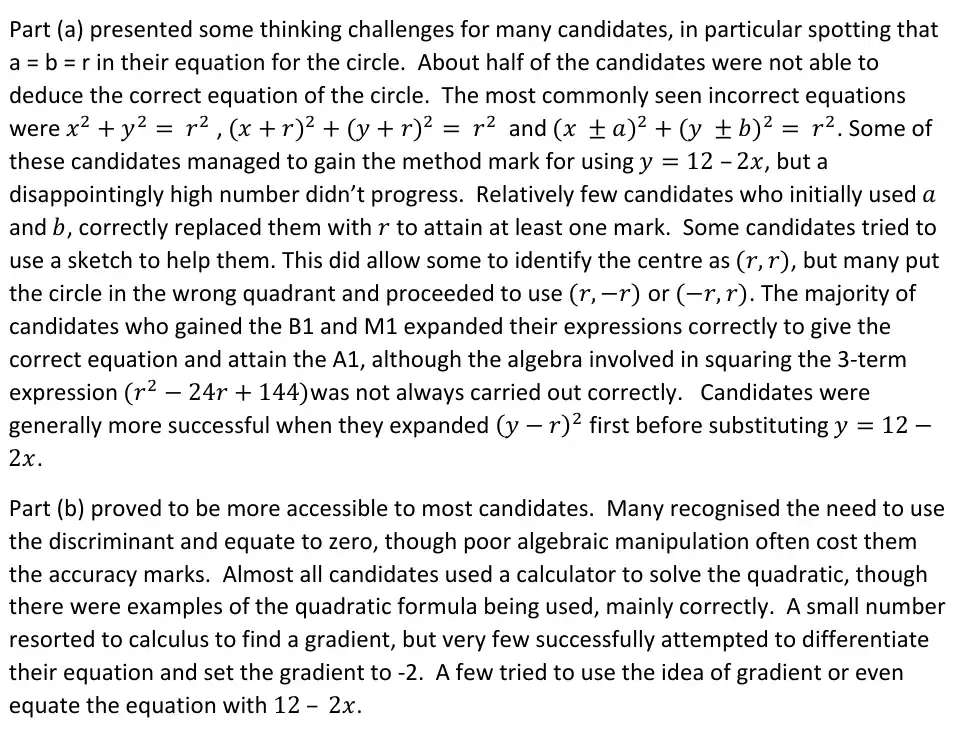 Part (a) presented some thinking challenges for many candidates, in particular spotting that
a = b = r in their equation for the circle.  About half of the candidates were not able to
deduce the correct equation of the circle.  The most commonly seen incorrect equations
were x² + y² = r² , (x + r)² + (y + r)² = r² and (x ± a)² + (y ± b)² = r². Some of
these candidates managed to gain the method mark for using y = 12 – 2x, but a
disappointingly high number didn’t progress.  Relatively few candidates who initially used a
and b, correctly replaced them with r to attain at least one mark.  Some candidates tried to
use a sketch to help them. This did allow some to identify the centre as (r, r), but many put
the circle in the wrong quadrant and proceeded to use (r, −r) or (−r, r). The majority of
candidates who gained the B1 and M1 expanded their expressions correctly to give the
correct equation and attain the A1, although the algebra involved in squaring the 3-term
expression (r² − 24r + 144)was not always carried out correctly.   Candidates were
generally more successful when they expanded (y − r)² first before substituting y = 12 −
2x.
Part (b) proved to be more accessible to most candidates.  Many recognised the need to use
the discriminant and equate to zero, though poor algebraic manipulation often cost them
the accuracy marks.  Almost all candidates used a calculator to solve the quadratic, though
there were examples of the quadratic formula being used, mainly correctly.  A small number
resorted to calculus to find a gradient, but very few successfully attempted to differentiate
their equation and set the gradient to -2.  A few tried to use the idea of gradient or even
equate the equation with 12 – 2x.